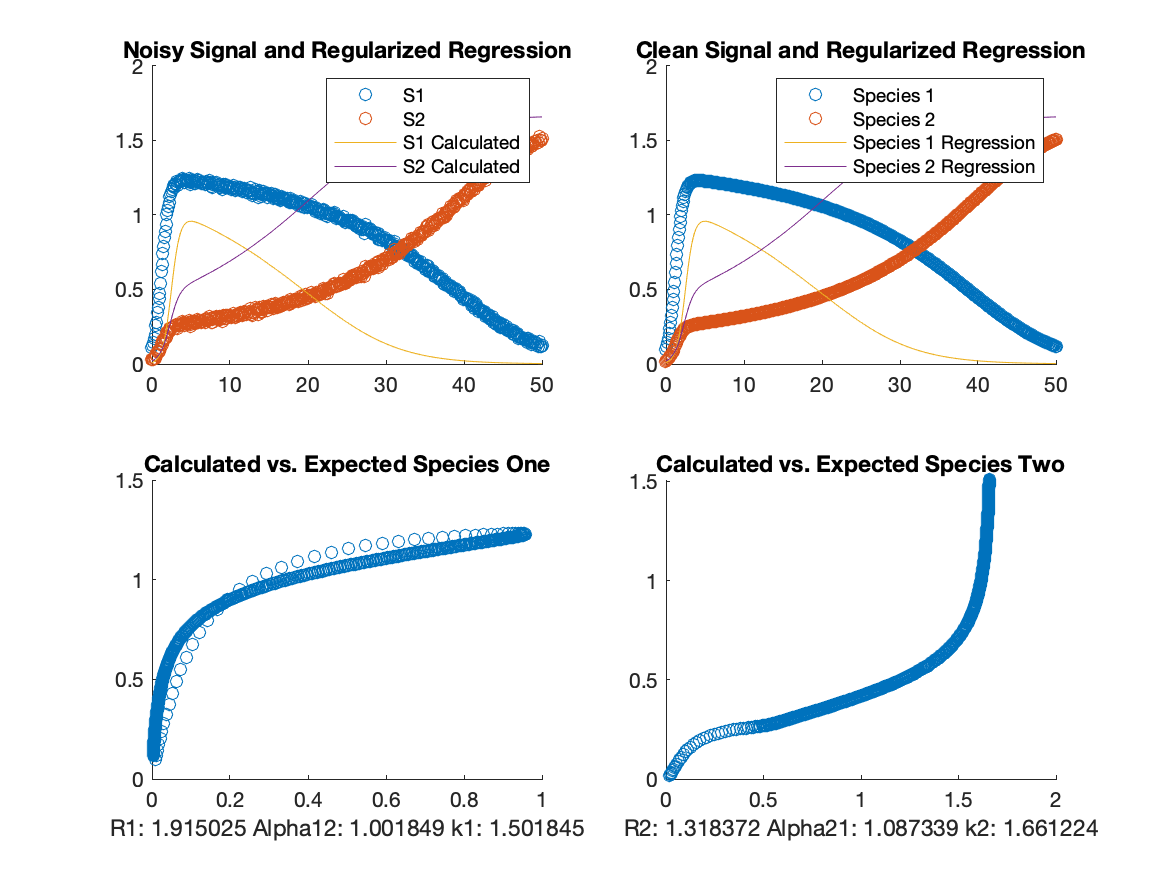 Noisy Signal and Regularized Regression
2
1.5
1
0.5
0
0 10 20 30 40 50
S1
S2
S1 Calculated
S2 Calculated
Clean Signal and Regularized Regression
2
1.5
1
0.5
0
0 10 20 30 40 50
Species 1
Species 2
Species 1 Regression
Species 2 Regression
Calculated vs. Expected Species One
1.5
1
0.5
0
0 0.2 0.4 0.6 0.8 1
R1: 1.915025 Alpha12: 1.001849 k1: 1.501845
Calculated vs. Expected Species Two
1.5
1
0.5
0
0 0.5 1 1.5 2
R2: 1.318372 Alpha21: 1.087339 k2: 1.661224